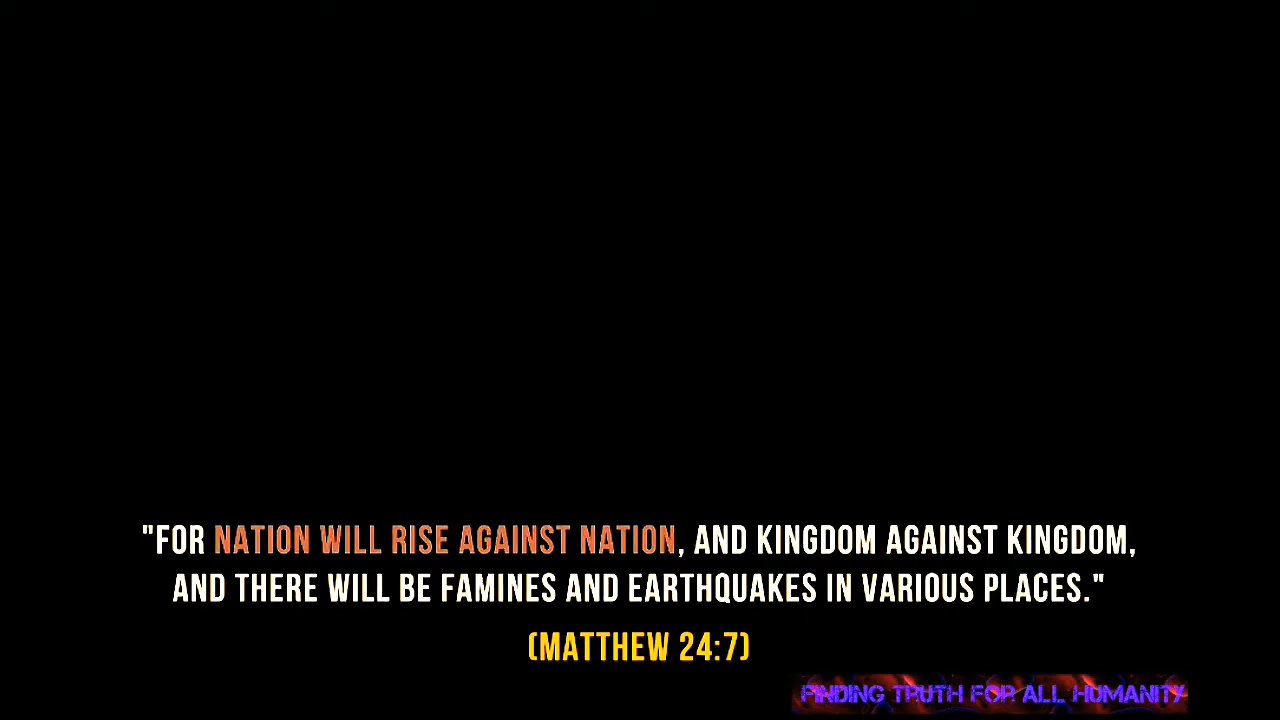 "FOR NATION WILL RISE AGAINST NATION, AND KINGDOM AGAINST KINGDOM,
AND THERE WILL BE FAMINES AND EARTHQUAKES IN VARIOUS PLACES."
(MATTHEW 24:7)
FINDING TRUTH FOR ALL HUMANITY